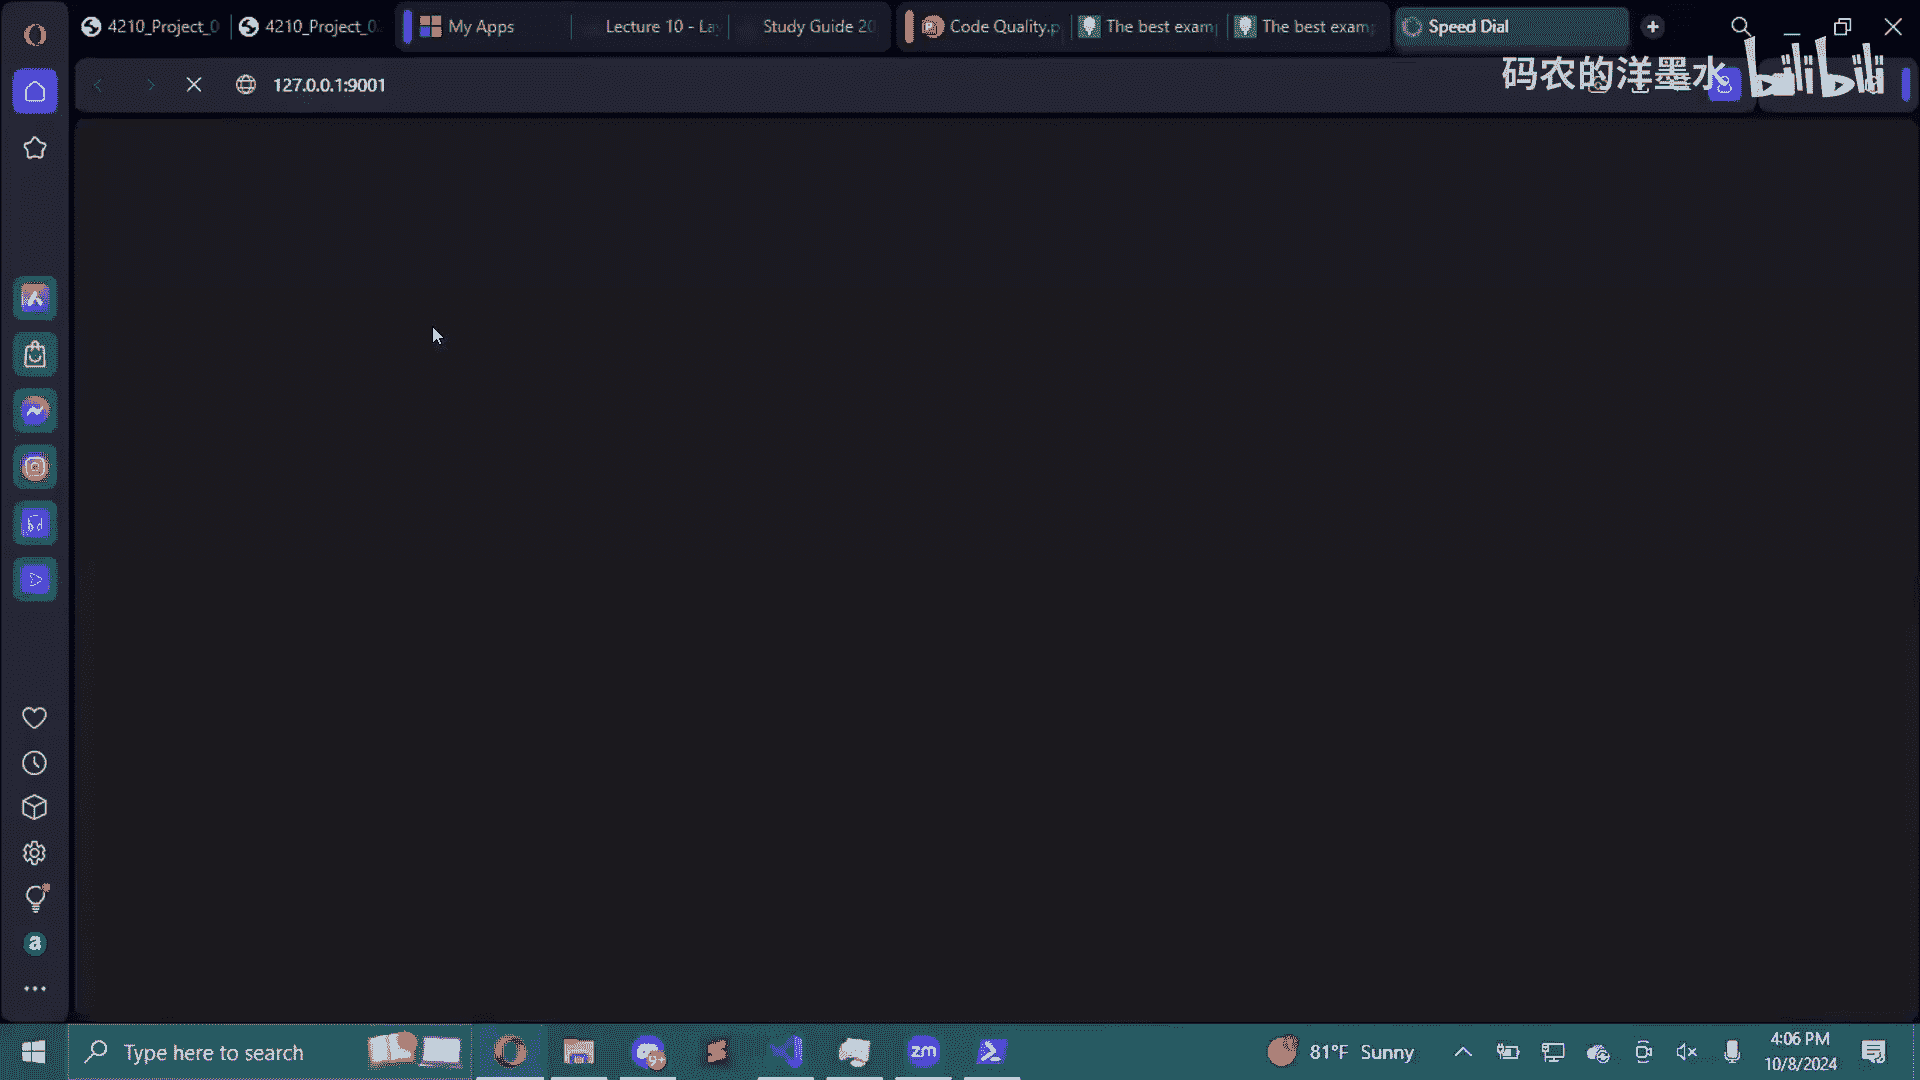 4210_Project_0
4210_Project_0
My Apps
Lecture 10 - La
Study Guide 20
Code Quality.p
The best exam
The best exam
Speed Dial
127.0.0.1:9001
码农的洋墨水
bilibili
a
Type here to search
9+
zm
81°F Sunny
4:06 PM
10/8/2024